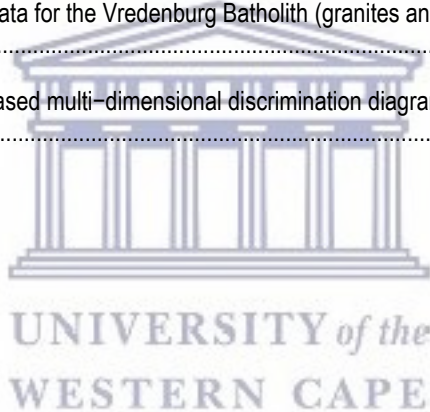 ata for the Vredenburg Batholith (granites an
................................................................
ased multi−dimensional discrimination diagra
................................................................
UNIVERSITY of the
WESTERN CAPE